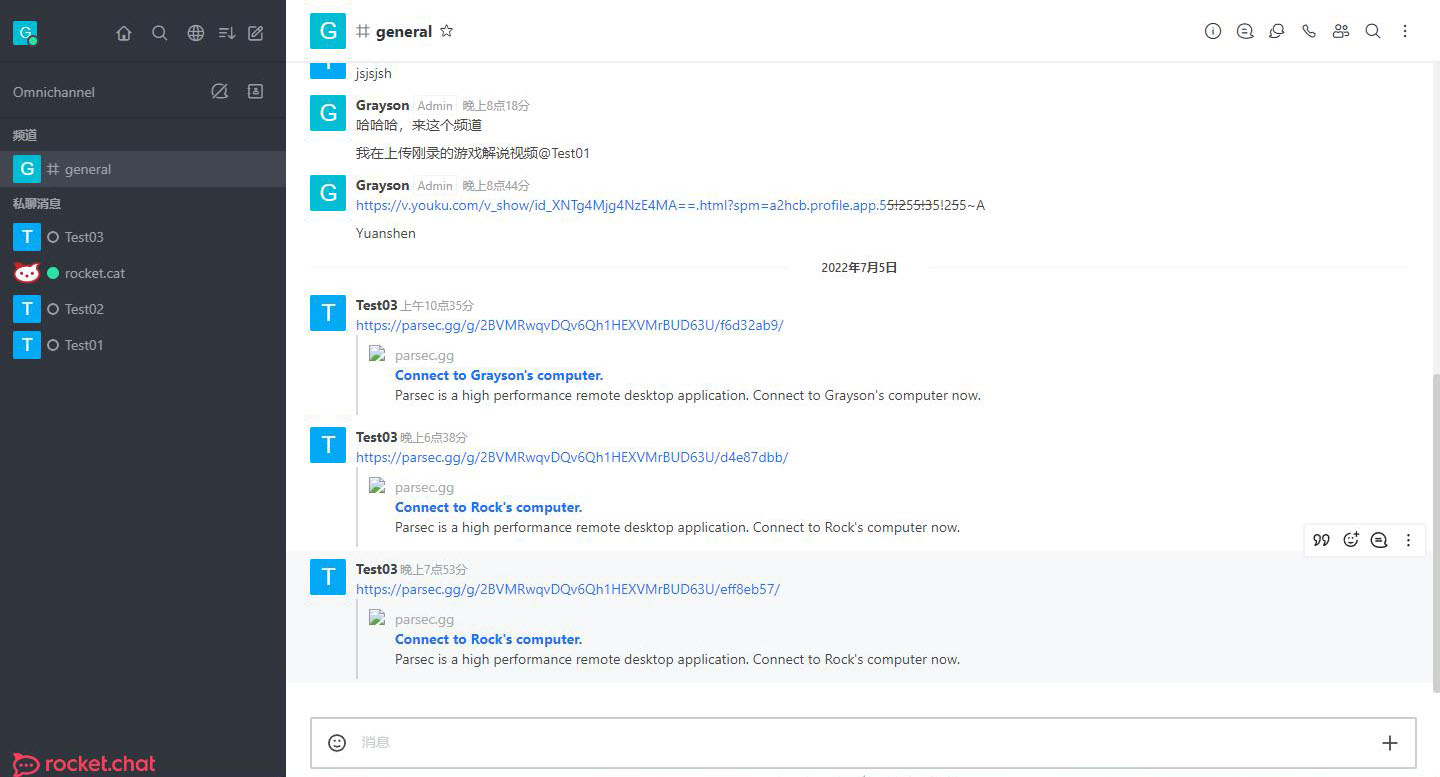 G
Omnichannel
频道
G general
私聊消息
T Test03
rocket.cat
T Test02
T Test01
rocket.chat
G # general
jsjsjsh
G
Grayson Admin 晚上8点18分
哈哈哈，来这个频道
我在上传刚录的游戏解说视频@Test01
G
Grayson Admin 晚上8点44分
https://v.youku.com/v_show/id_XNTg4Mjg4NzE4MA==.html?spm=a2hcb.profile.app.55!255!35!255~A
Yuanshen
2022年7月5日
T
Test03 上午10点35分
https://parsec.gg/g/2BVMRwqvDQv6Qh1HEXVMrBUD63U/f6d32ab9/
parsec.gg
Connect to Grayson's computer.
Parsec is a high performance remote desktop application. Connect to Grayson's computer now.
T
Test03 晚上6点38分
https://parsec.gg/g/2BVMRwqvDQv6Qh1HEXVMrBUD63U/d4e87dbb/
parsec.gg
Connect to Rock's computer.
Parsec is a high performance remote desktop application. Connect to Rock's computer now.
T
Test03 晚上7点53分
https://parsec.gg/g/2BVMRwqvDQv6Qh1HEXVMrBUD63U/eff8eb57/
parsec.gg
Connect to Rock's computer.
Parsec is a high performance remote desktop application. Connect to Rock's computer now.
消息